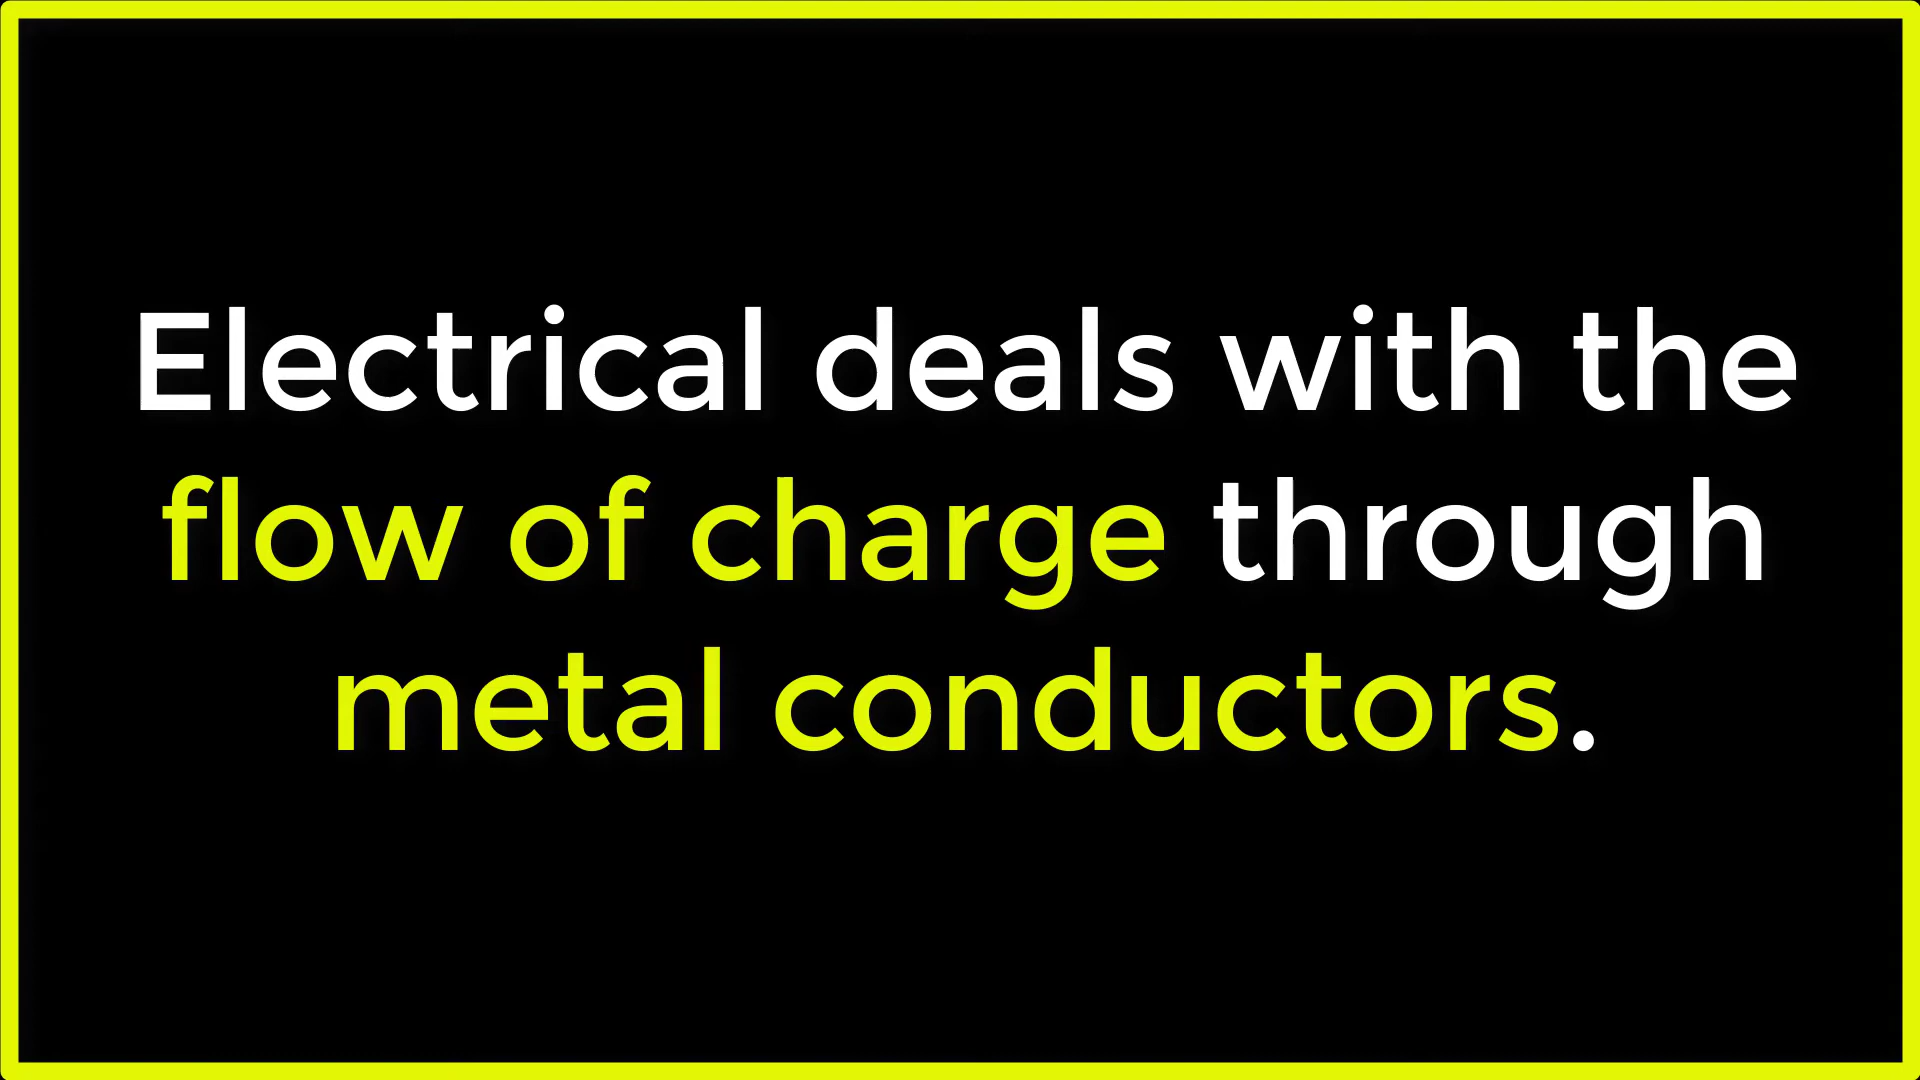 Electrical deals with the
flow of charge through
metal conductors.